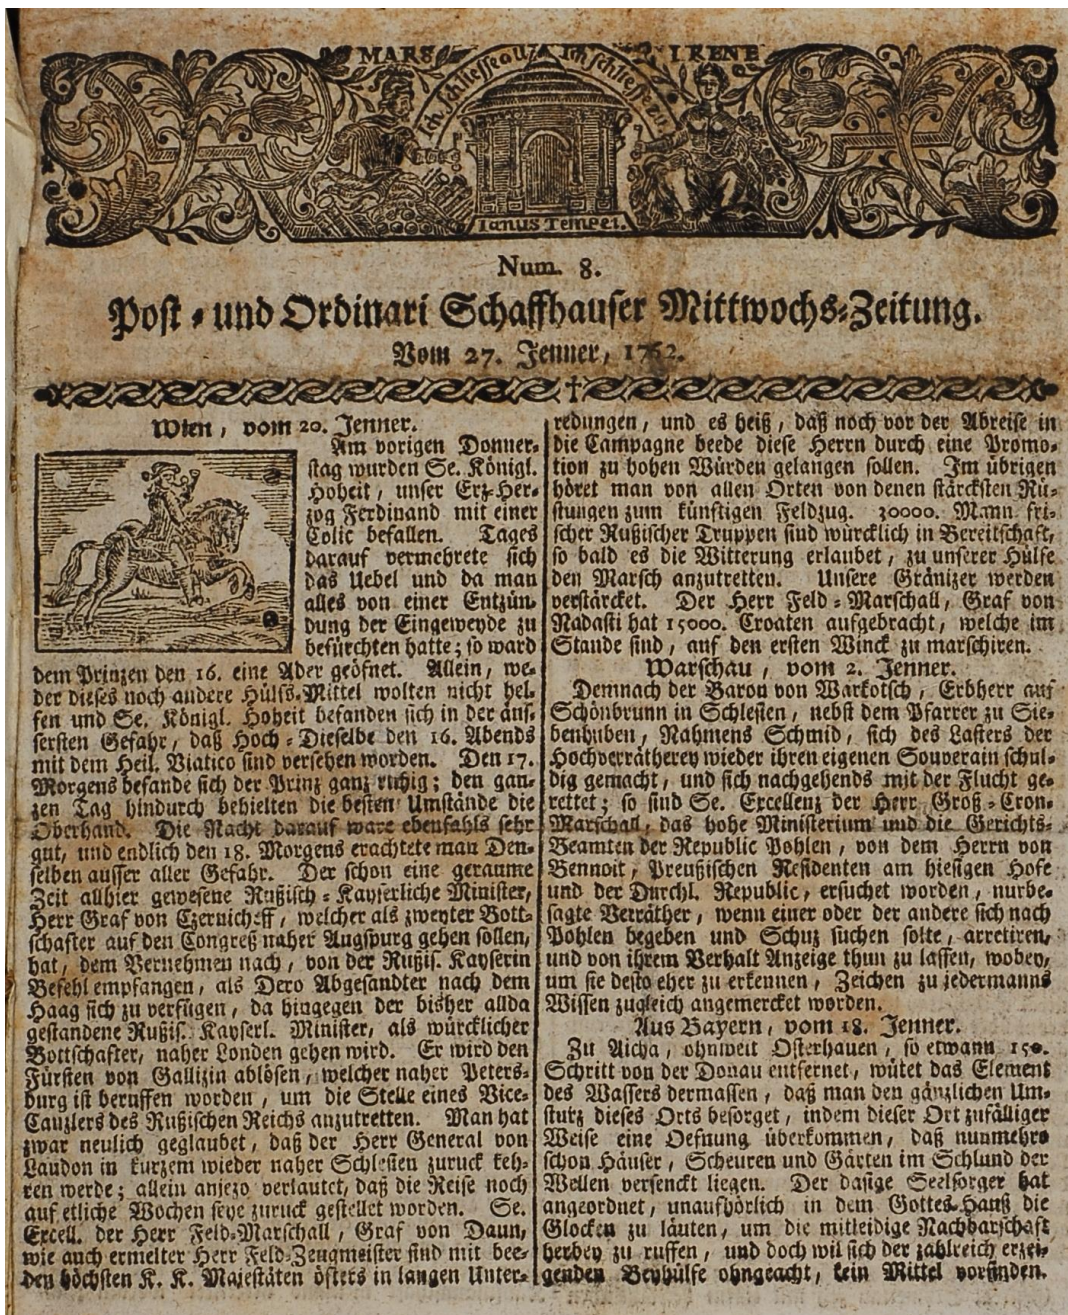 MARS
IRENE
Ich schliesse auf
Ich schliesse zu.
Ianus Tempel.
Num. 8.
Post- und Ordinari Schaffhauser Mittwochs-Zeitung.
Vom 27. Jenner, 1762.
Wien, vom 20. Jenner.
Am vorigen Donner-
stag wurden Se. Königl.
Hoheit, unser Ertz-Her-
zog Ferdinand mit einer
Colic befallen. Tages
darauf vermehrete sich
das Uebel und da man
alles von einer Entzün-
dung der Eingeweyde zu
befürchten hatte; so ward
dem Prinzen den 16. eine Ader geöfnet. Allein, we-
der dieses noch andere Hülfs-Mittel wolten nicht hel-
fen und Se. Königl. Hoheit befanden sich in der äus-
sersten Gefahr, daß Hoch-Dieselbe den 16. Abends
mit dem Heil. Viatico sind versehen worden. Den 17.
Morgens befande sich der Prinz ganz ruhig; den gan-
zen Tag hindurch behielten die besten Umstände die
Oberhand. Die Nacht darauf ware ebenfahls sehr
gut, und endlich den 18. Morgens erachtete man Den-
selben ausser aller Gefahr. Der schon eine geraume
Zeit allhier gewesene Rußisch-Kayserliche Minister,
Herr Graf von Czernicheff, welcher als zweyter Bott-
schafter auf den Congreß naher Augspurg gehen sollen,
hat, dem Vernehmen nach, von der Rußis. Kayserin
Befehl empfangen, als Dero Abgesandter nach dem
Haag sich zu verfügen, da hingegen der bisher allda
gestandene Rußis. Kayserl. Minister, als würcklicher
Bottschafter, naher Londen gehen wird. Er wird den
Fürsten von Gallizin ablösen, welcher naher Peters-
burg ist beruffen worden, um die Stelle eines Vice-
Canzlers des Rußischen Reichs anzutretten. Man hat
zwar neulich geglaubet, daß der Herr General von
Laudon in kurzem wieder naher Schlesien zuruck keh-
ren werde; allein anjezo verlautet, daß die Reise noch
auf etliche Wochen seye zuruck gestellet worden. Se.
Excell. der Herr Feld-Marschall, Graf von Daun,
wie auch ermelter Herr Feld-Zeugmeister sind mit bee-
den höchsten K. K. Majestäten öfters in langen Unter-
redungen, und es heiß, daß noch vor der Abreise in
die Campagne beede diese Herrn durch eine Promo-
tion zu hohen Würden gelangen sollen. Im übrigen
höret man von allen Orten von denen stärcksten Rü-
stungen zum künftigen Feldzug. 30000. Mann fri-
scher Rußischer Truppen sind würcklich in Bereitschaft,
so bald es die Witterung erlaubet, zu unserer Hülfe
den Marsch anzutretten. Unsere Gränizer werden
verstärcket. Der Herr Feld-Marschall, Graf von
Nadasti hat 15000. Croaten aufgebracht, welche im
Stande sind, auf den ersten Winck zu marschiren.
Warschau, vom 2. Jenner.
Demnach der Baron von Warkotsch, Erbherr auf
Schönbrunn in Schlesien, nebst dem Pfarrer zu Sie-
benhuben, Nahmens Schmid, sich des Lasters der
Hochverrätherey wieder ihren eigenen Souverain schul-
dig gemacht, und sich nachgehends mit der Flucht ge-
rettet; so sind Se. Excellenz der Herr Groß-Cron-
Marschall, das hohe Ministerium und die Gerichts-
Beamten der Republic Pohlen, von dem Herrn von
Bennoit, Preußischen Residenten am hiesigen Hofe
und der Durchl. Republic, ersuchet worden, nurbe-
sagte Verräther, wenn einer oder der andere sich nach
Pohlen begeben und Schuz suchen solte, arretiren,
und von ihrem Verhalt Anzeige thun zu lassen, wobey,
um sie desto eher zu erkennen, Zeichen zu jedermanns
Wissen zugleich angemercket worden.
Aus Bayern, vom 18. Jenner.
Zu Aicha, ohnweit Osterhauen, so etwann 150.
Schritt von der Donau entfernet, wütet das Element
des Wassers dermassen, daß man den gänzlichen Um-
sturz dieses Orts besorget, indem dieser Ort zufälliger
Weise eine Oefnung überkommen, daß nunmehro
schon Häuser, Scheuren und Gärten im Schlund der
Wellen versenckt liegen. Der dasige Seelsorger hat
angeordnet, unaufhörlich in dem Gottes-Hauß die
Glocken zu läuten, um die mitleidige Nachbarschaft
herbey zu ruffen, und doch wil sich der zahlreich erzei-
genden Beyhülfe ohngeacht, kein Mittel vorfinden.